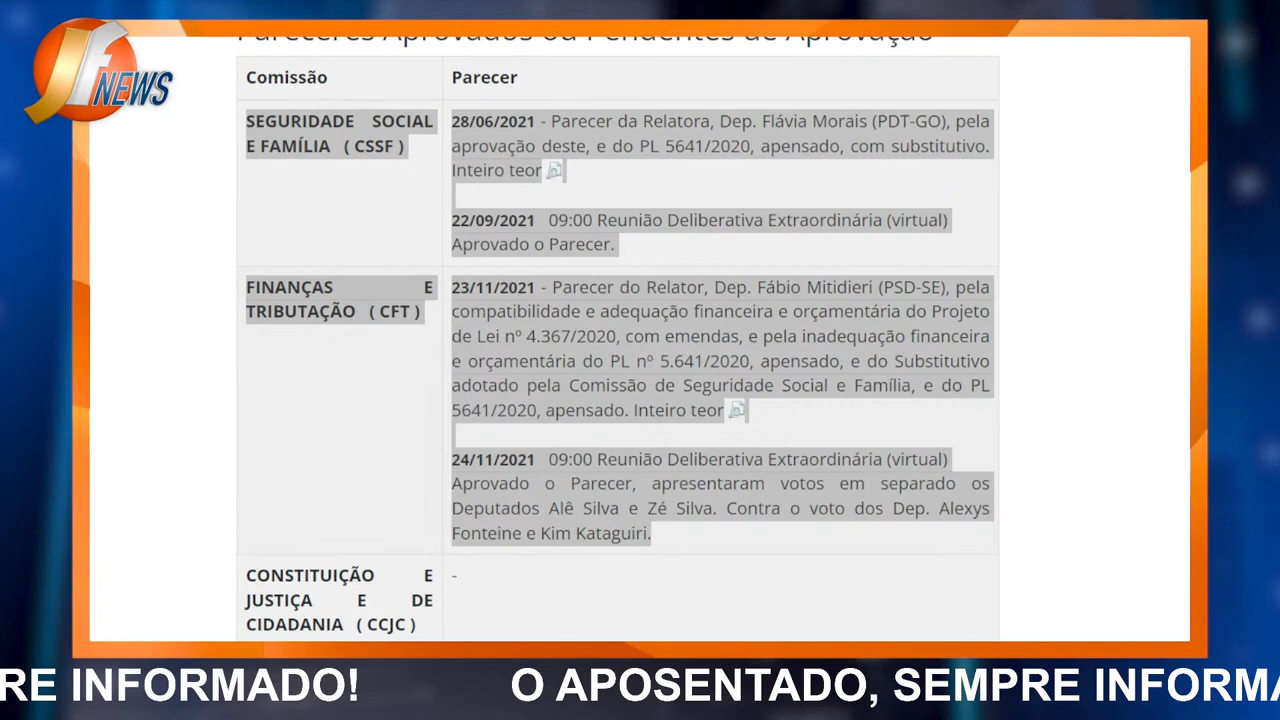 Pareceres Aprovados ou Pendentes de Aprovação
JF NEWS
Comissão
Parecer
SEGURIDADE SOCIAL
E FAMÍLIA ( CSSF )
28/06/2021 - Parecer da Relatora, Dep. Flávia Morais (PDT-GO), pela
aprovação deste, e do PL 5641/2020, apensado, com substitutivo.
Inteiro teor
22/09/2021 09:00 Reunião Deliberativa Extraordinária (virtual)
Aprovado o Parecer.
FINANÇAS E
TRIBUTAÇÃO ( CFT )
23/11/2021 - Parecer do Relator, Dep. Fábio Mitidieri (PSD-SE), pela
compatibilidade e adequação financeira e orçamentária do Projeto
de Lei nº 4.367/2020, com emendas, e pela inadequação financeira
e orçamentária do PL nº 5.641/2020, apensado, e do Substitutivo
adotado pela Comissão de Seguridade Social e Família, e do PL
5641/2020, apensado. Inteiro teor
24/11/2021 09:00 Reunião Deliberativa Extraordinária (virtual)
Aprovado o Parecer, apresentaram votos em separado os
Deputados Alê Silva e Zé Silva. Contra o voto dos Dep. Alexys
Fonteine e Kim Kataguiri.
CONSTITUIÇÃO E
JUSTIÇA E DE
CIDADANIA ( CCJC )
-
RE INFORMADO! O APOSENTADO, SEMPRE INFORMA